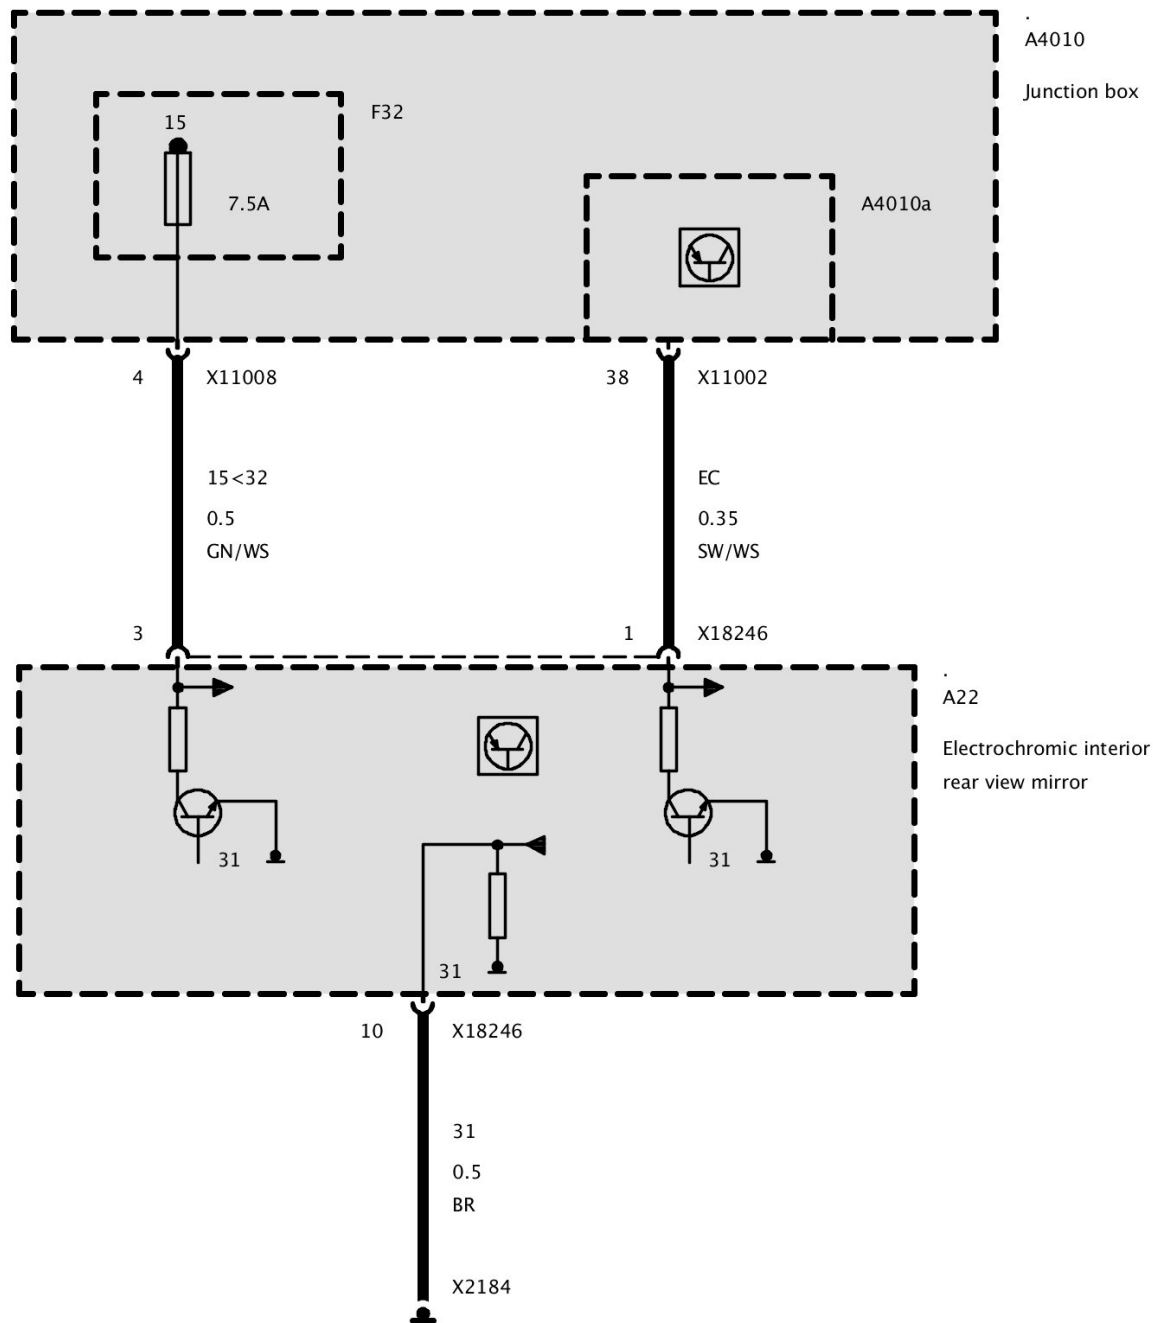 .
A4010
Junction box
F32
15
7.5A
A4010a
4 X11008
38 X11002
15<32
0.5
GN/WS
EC
0.35
SW/WS
3
1 X18246
.
A22
Electrochromic interior
rear view mirror
31
31
31
10 X18246
31
0.5
BR
X2184